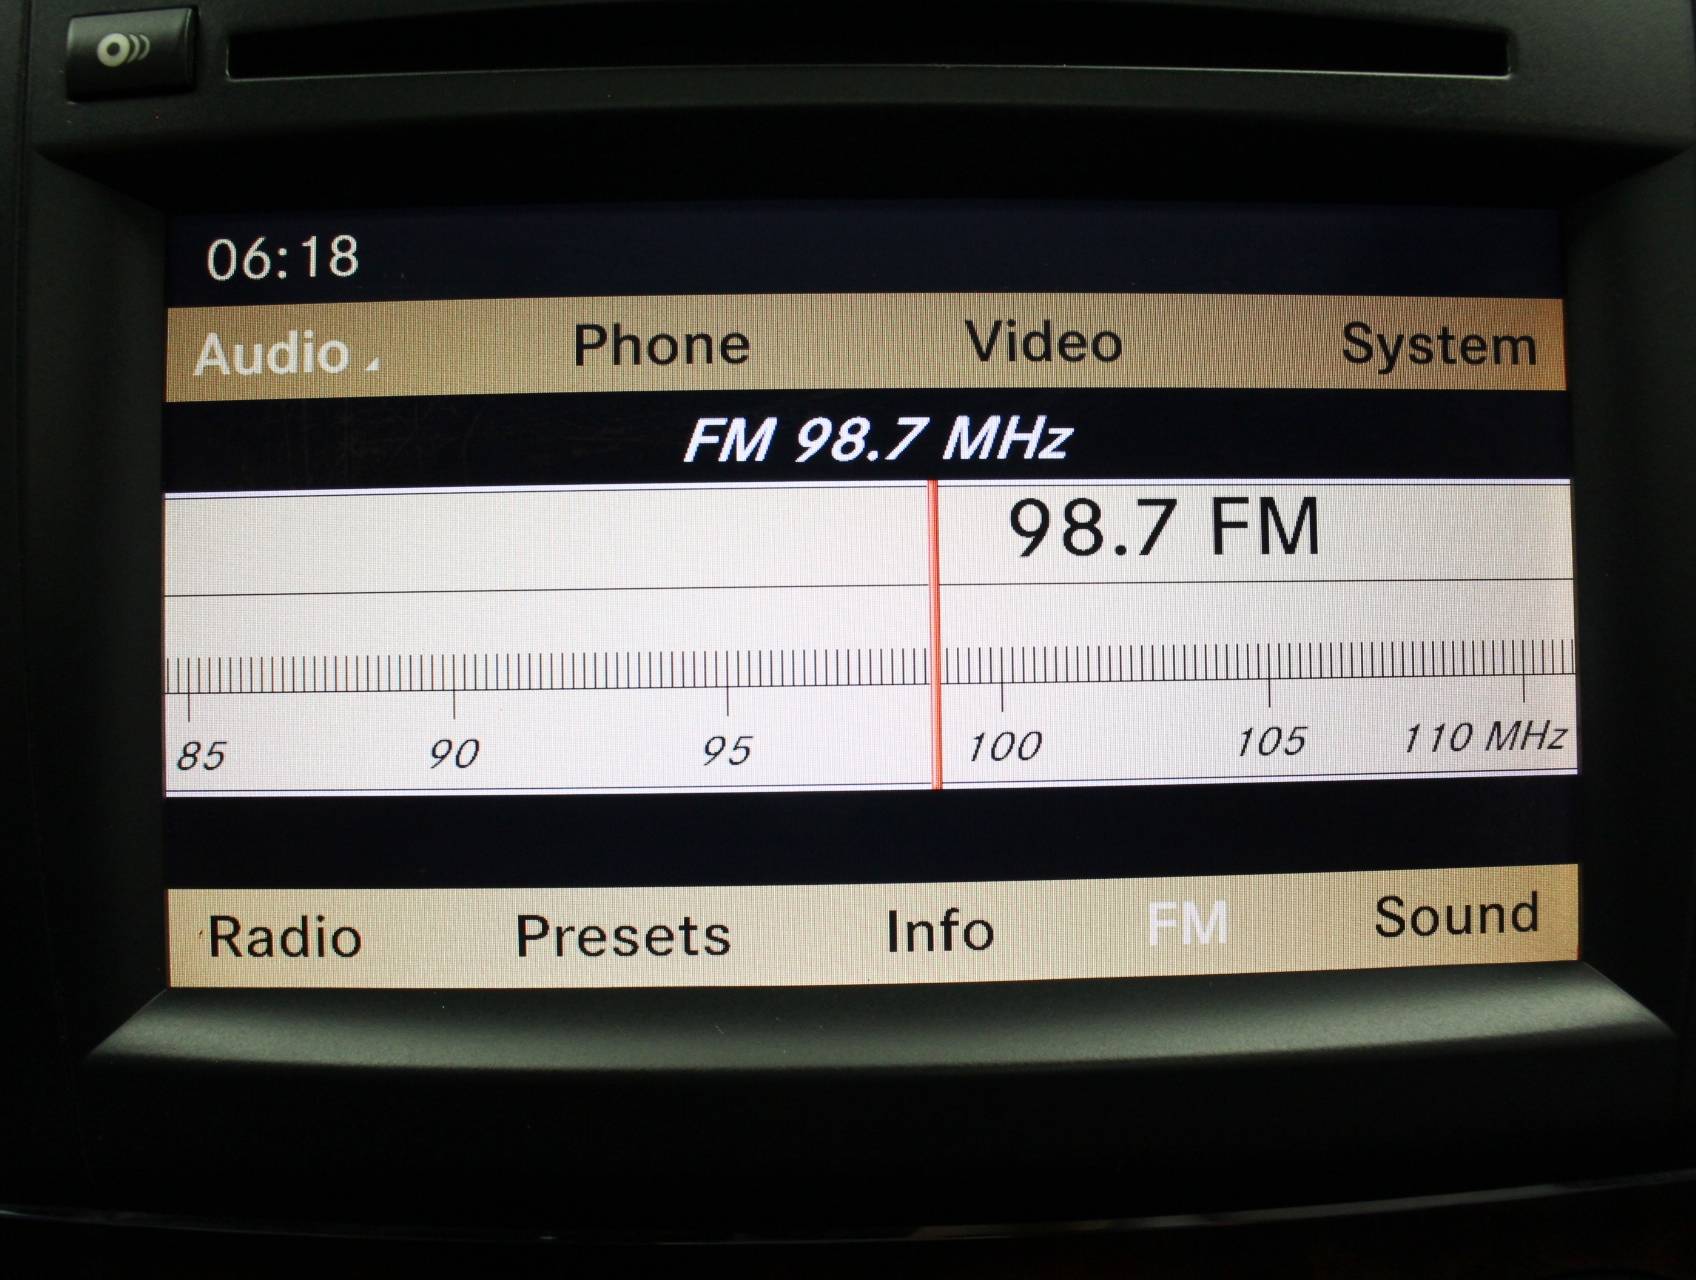 06:18
Audio Phone Video System
FM 98.7 MHz
98.7 FM
85 90 95 100 105 110 MHz
Radio Presets Info FM Sound